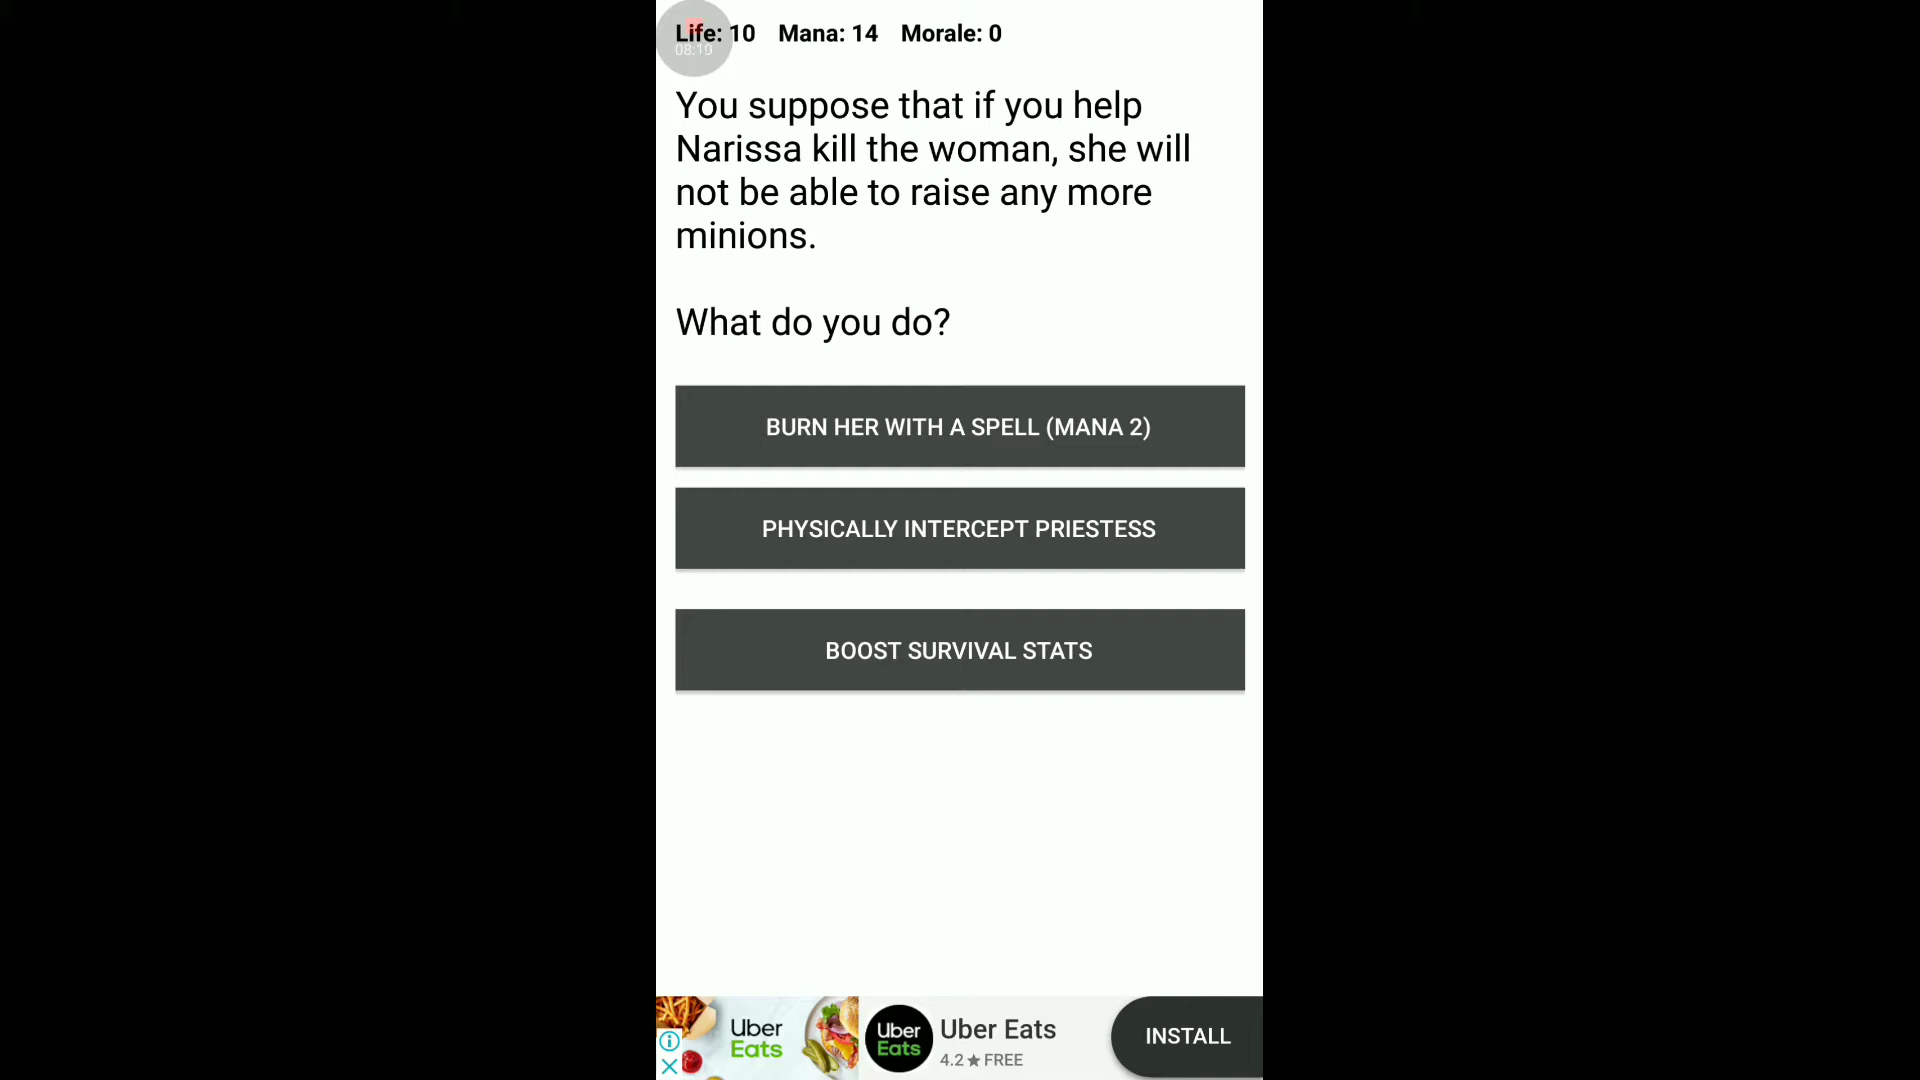 Life: 10 Mana: 14 Morale: 0
08:10
You suppose that if you help
Narissa kill the woman, she will
not be able to raise any more
minions.
What do you do?
BURN HER WITH A SPELL (MANA 2)
PHYSICALLY INTERCEPT PRIESTESS
BOOST SURVIVAL STATS
Uber
Eats
Uber
Eats
Uber Eats
4.2 ★ FREE
INSTALL